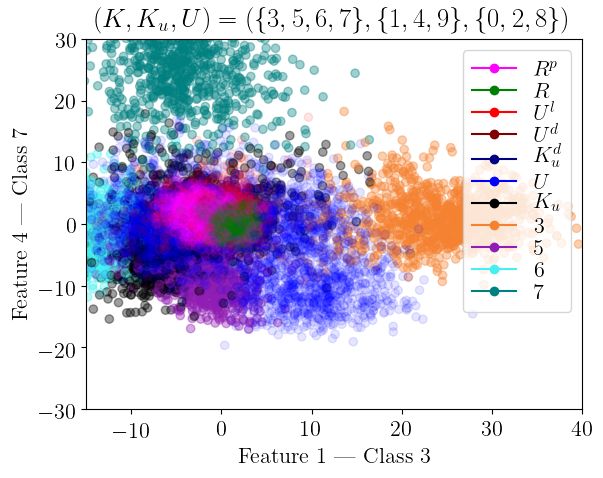 (K, K_u, U) = ({3, 5, 6, 7}, {1, 4, 9}, {0, 2, 8})
30
20
10
0
−10
−20
−30
Feature 4 — Class 7
R^p
R
U^l
U^d
K_u^d
U
K_u
3
5
6
7
−10 0 10 20 30 40
Feature 1 — Class 3